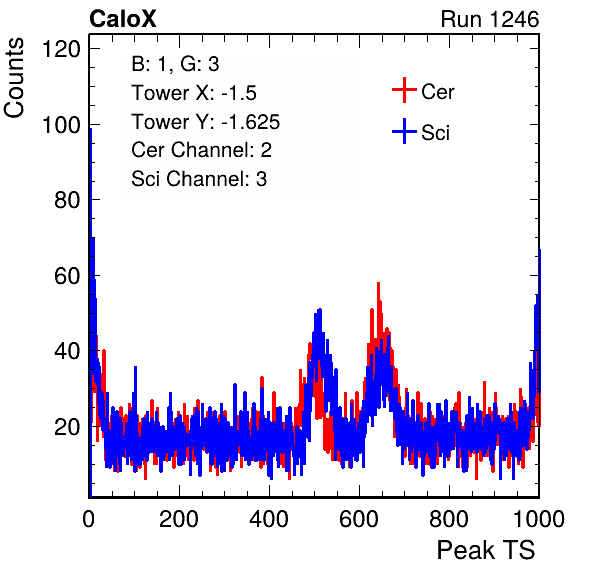 CaloX Run 1246
Counts
120
100
80
60
40
20
B: 1, G: 3
Tower X: -1.5
Tower Y: -1.625
Cer Channel: 2
Sci Channel: 3
Cer
Sci
0 200 400 600 800 1000
Peak TS